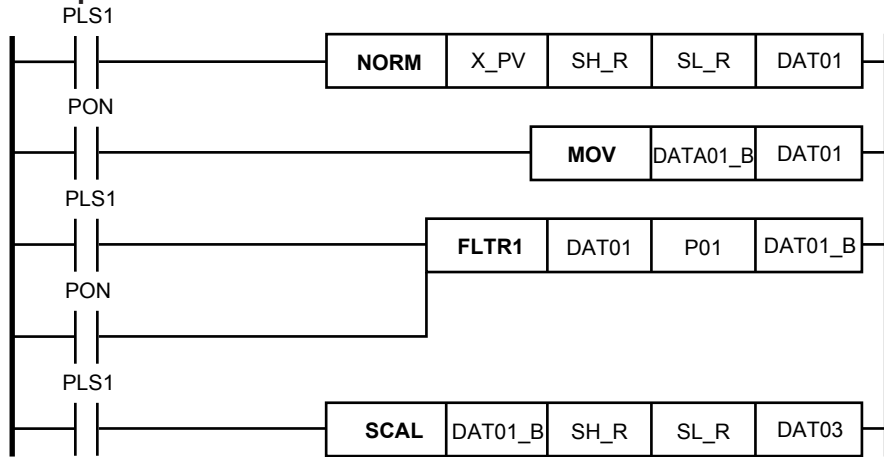 PLS1
NORM X_PV SH_R SL_R DAT01
PON
MOV DATA01_B DAT01
PLS1
FLTR1 DAT01 P01 DAT01_B
PON
PLS1
SCAL DAT01_B SH_R SL_R DAT03